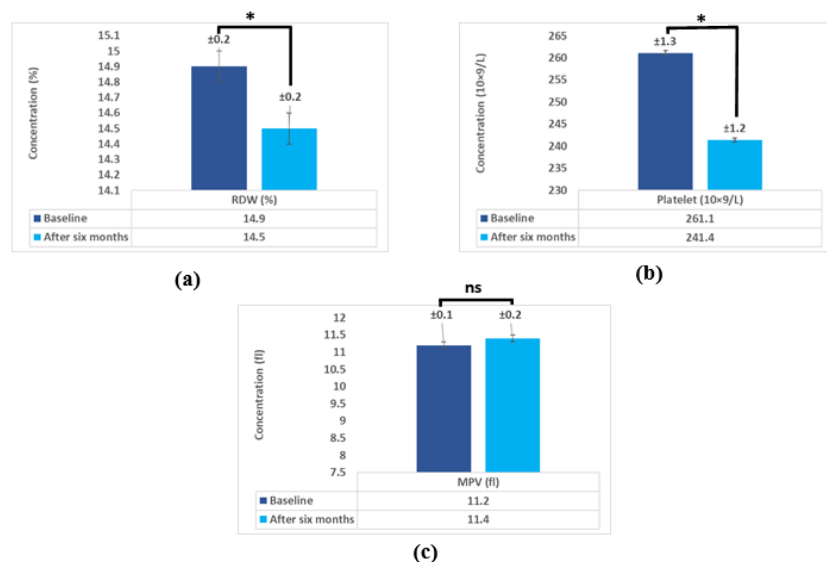 *
±0.2
±0.2
15.1
15
14.9
14.8
14.7
14.6
14.5
14.4
14.3
14.2
14.1
Concentration (%)
RDW (%)
Baseline 14.9
After six months 14.5
(a)
*
±1.3
±1.2
265
260
255
250
245
240
235
230
Concentration (10×9/L)
Platelet (10×9/L)
Baseline 261.1
After six months 241.4
(b)
ns
±0.1 ±0.2
12
11.5
11
10.5
10
9.5
9
8.5
8
7.5
Concentration (fl)
MPV (fl)
Baseline 11.2
After six months 11.4
(c)